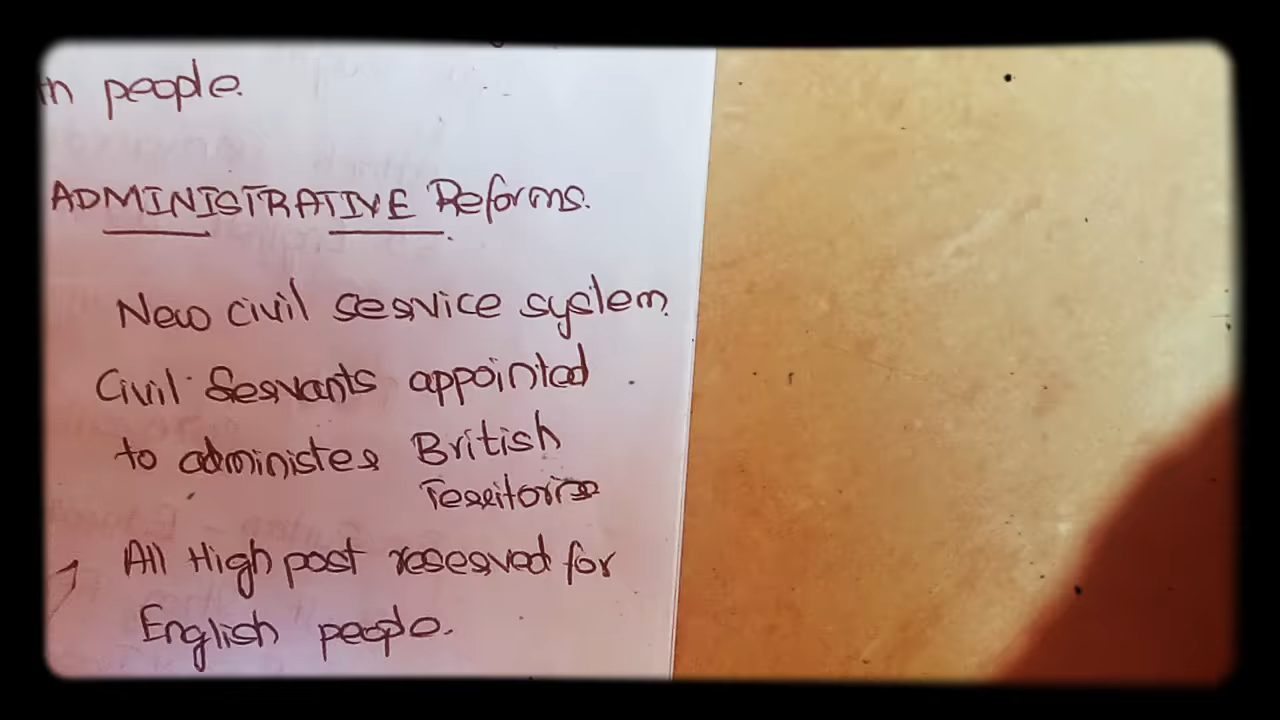 people.
ADMINISTRATIVE Reforms.
New civil service system.
Civil Servants appointed
to administer British
Territories
All High post reserved for
English people.